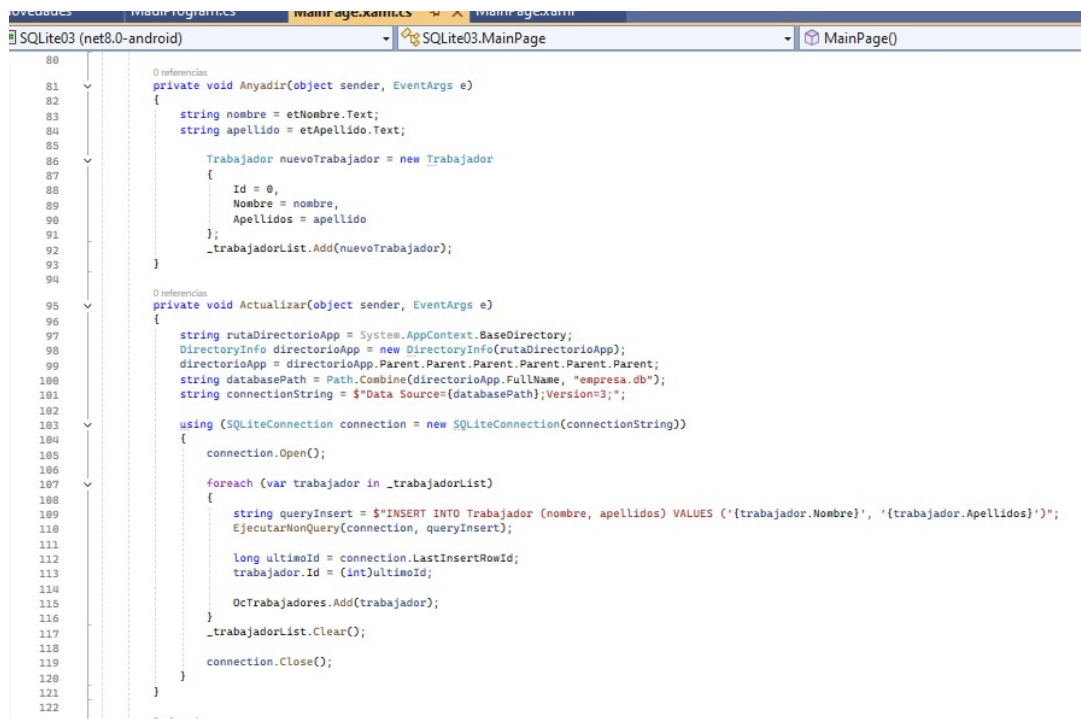 MainPage.xaml.cs
MainPage.xaml
SQLite03 (net8.0-android) SQLite03.MainPage MainPage()
80
0 referencias
81 private void Anyadir(object sender, EventArgs e)
82 {
83 string nombre = etNombre.Text;
84 string apellido = etApellido.Text;
85
86 Trabajador nuevoTrabajador = new Trabajador
87 {
88 Id = 0,
89 Nombre = nombre,
90 Apellidos = apellido
91 };
92 _trabajadorList.Add(nuevoTrabajador);
93 }
94
0 referencias
95 private void Actualizar(object sender, EventArgs e)
96 {
97 string rutaDirectorioApp = System.AppContext.BaseDirectory;
98 DirectoryInfo directorioApp = new DirectoryInfo(rutaDirectorioApp);
99 directorioApp = directorioApp.Parent.Parent.Parent.Parent.Parent.Parent;
100 string databasePath = Path.Combine(directorioApp.FullName, "empresa.db");
101 string connectionString = $"Data Source={databasePath};Version=3;";
102
103 using (SQLiteConnection connection = new SQLiteConnection(connectionString))
104 {
105 connection.Open();
106
107 foreach (var trabajador in _trabajadorList)
108 {
109 string queryInsert = $"INSERT INTO Trabajador (nombre, apellidos) VALUES ('{trabajador.Nombre}', '{trabajador.Apellidos}')";
110 EjecutarNonQuery(connection, queryInsert);
111
112 long ultimoId = connection.LastInsertRowId;
113 trabajador.Id = (int)ultimoId;
114
115 OcTrabajadores.Add(trabajador);
116 }
117 _trabajadorList.Clear();
118
119 connection.Close();
120 }
121 }
122